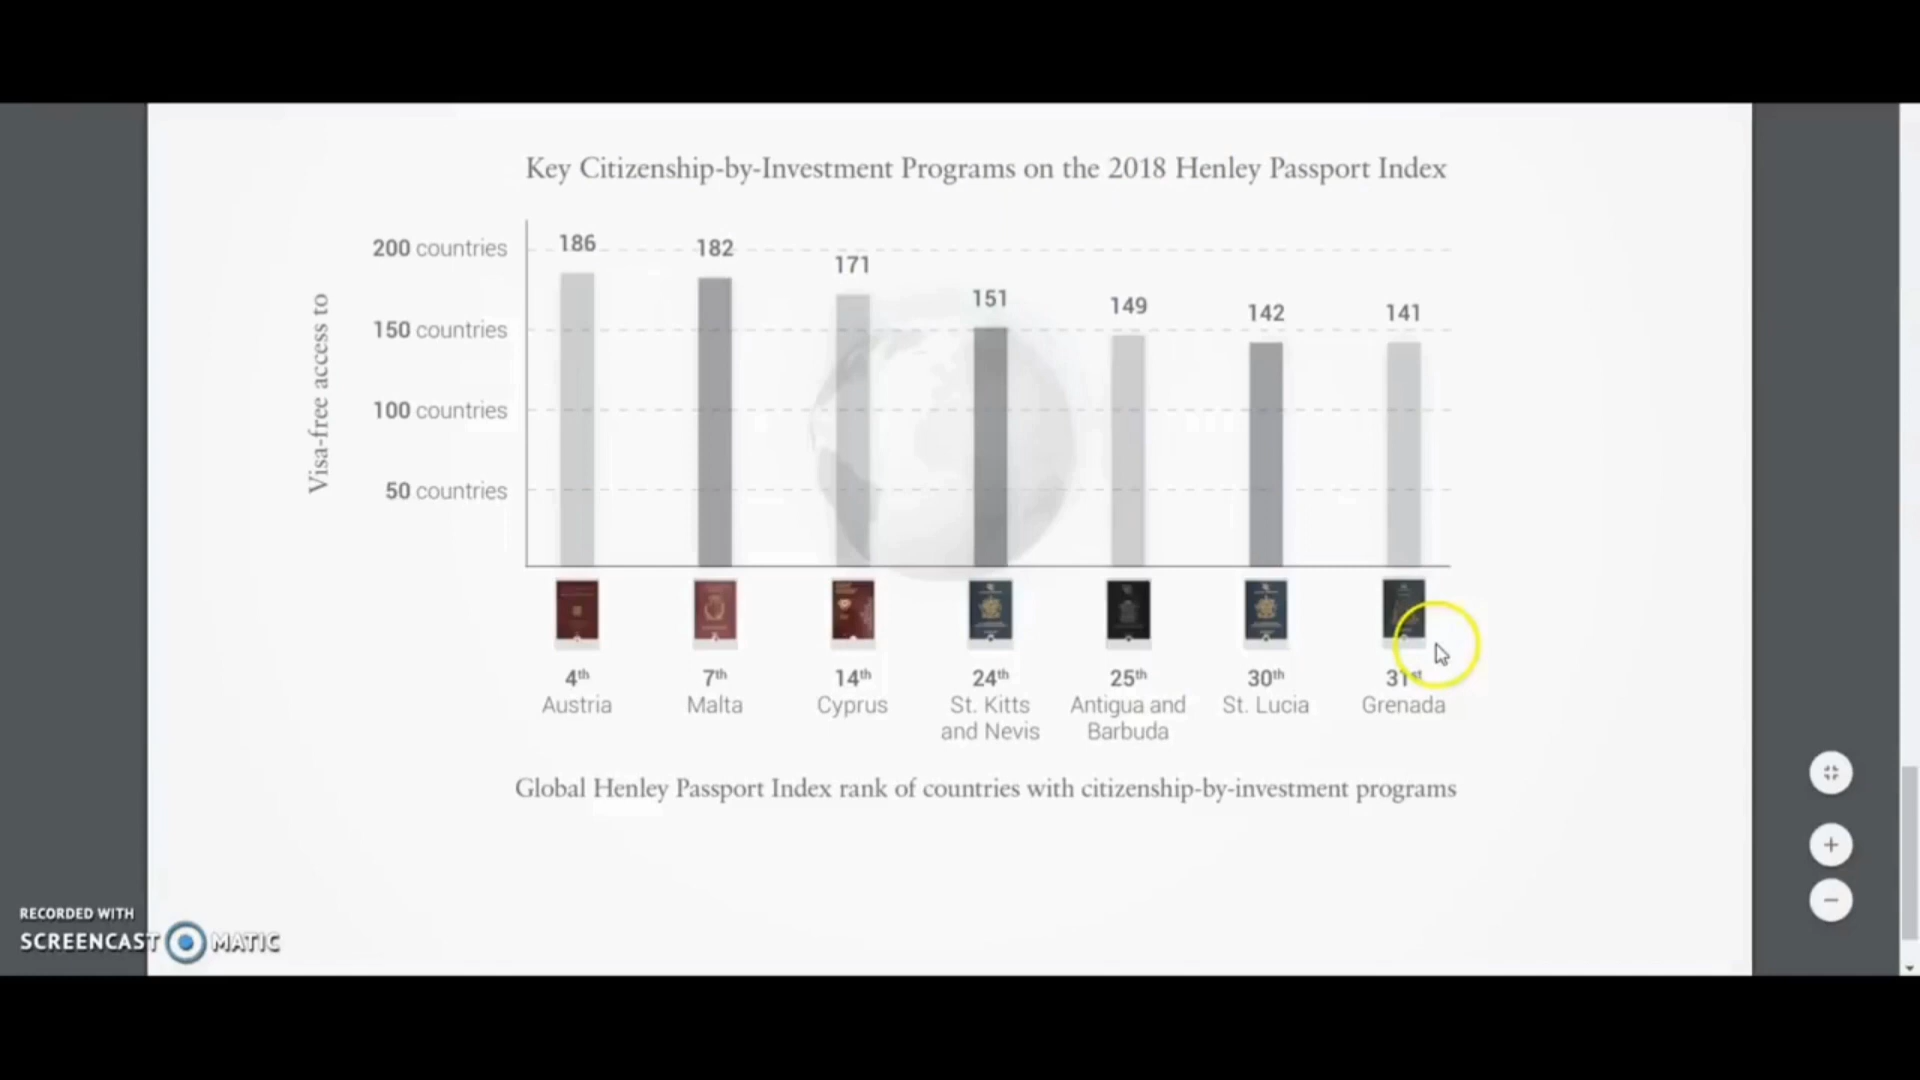 Key Citizenship-by-Investment Programs on the 2018 Henley Passport Index
Visa-free access to
200 countries
150 countries
100 countries
50 countries
186
182
171
151
149
142
141
4th
Austria
7th
Malta
14th
Cyprus
24th
St. Kitts
and Nevis
25th
Antigua and
Barbuda
30th
St. Lucia
31st
Grenada
Global Henley Passport Index rank of countries with citizenship-by-investment programs
RECORDED WITH
SCREENCAST MATIC